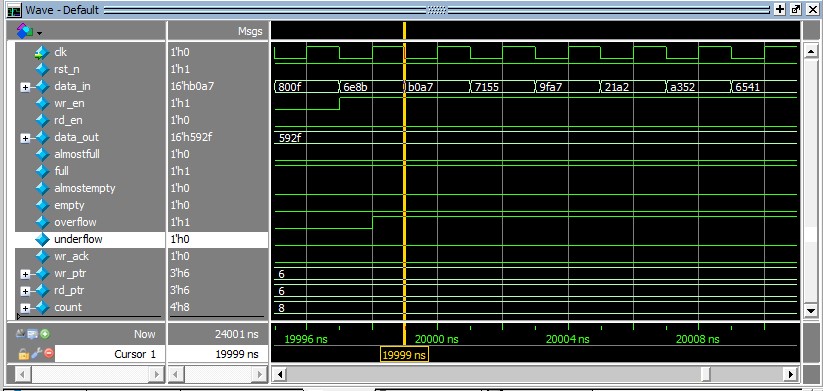 Wave - Default
Msgs
clk 1'h0
rst_n 1'h1
data_in 16'hb0a7 800f 6e8b b0a7 7155 9fa7 21a2 a352 6541
wr_en 1'h1
rd_en 1'h0
data_out 16'h592f 592f
almostfull 1'h0
full 1'h1
almostempty 1'h0
empty 1'h0
overflow 1'h1
underflow 1'h0
wr_ack 1'h0
wr_ptr 3'h6 6
rd_ptr 3'h6 6
count 4'h8 8
Now 24001 ns 19996 ns 20000 ns 20004 ns 20008 ns
Cursor 1 19999 ns 19999 ns